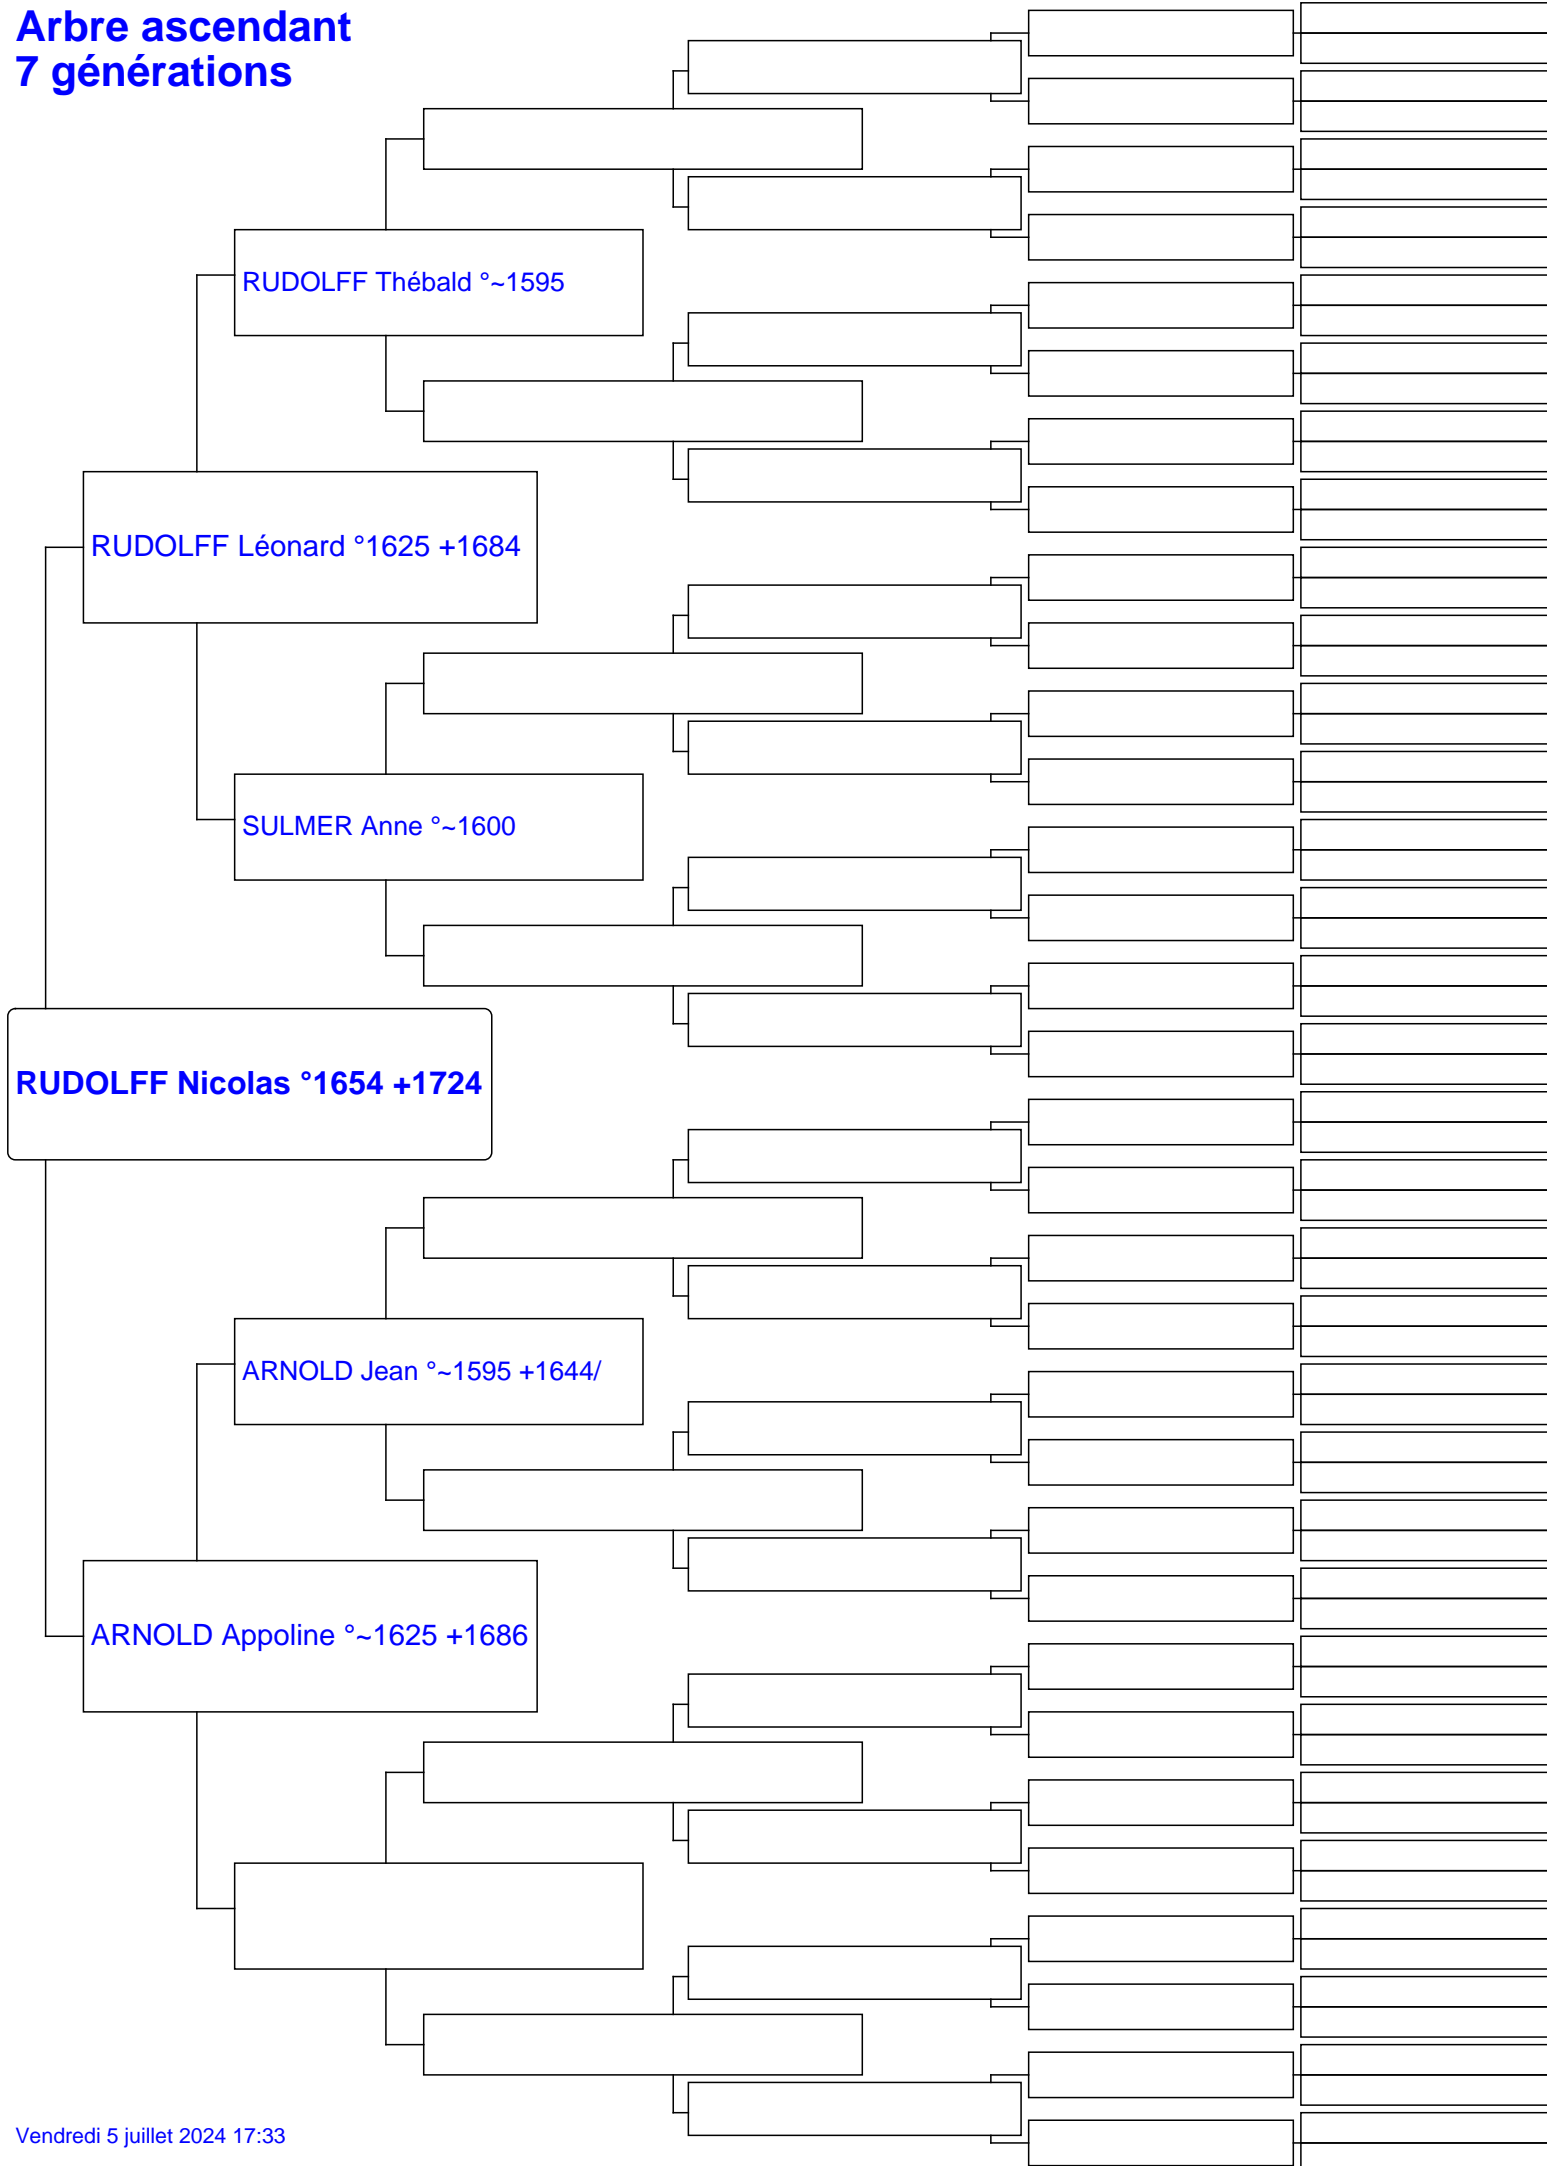 Arbre ascendant
7 générations
RUDOLFF Thébald °~1595
RUDOLFF Léonard °1625 +1684
SULMER Anne °~1600
RUDOLFF Nicolas °1654 +1724
ARNOLD Jean °~1595 +1644/
ARNOLD Appoline °~1625 +1686
Vendredi 5 juillet 2024 17:33